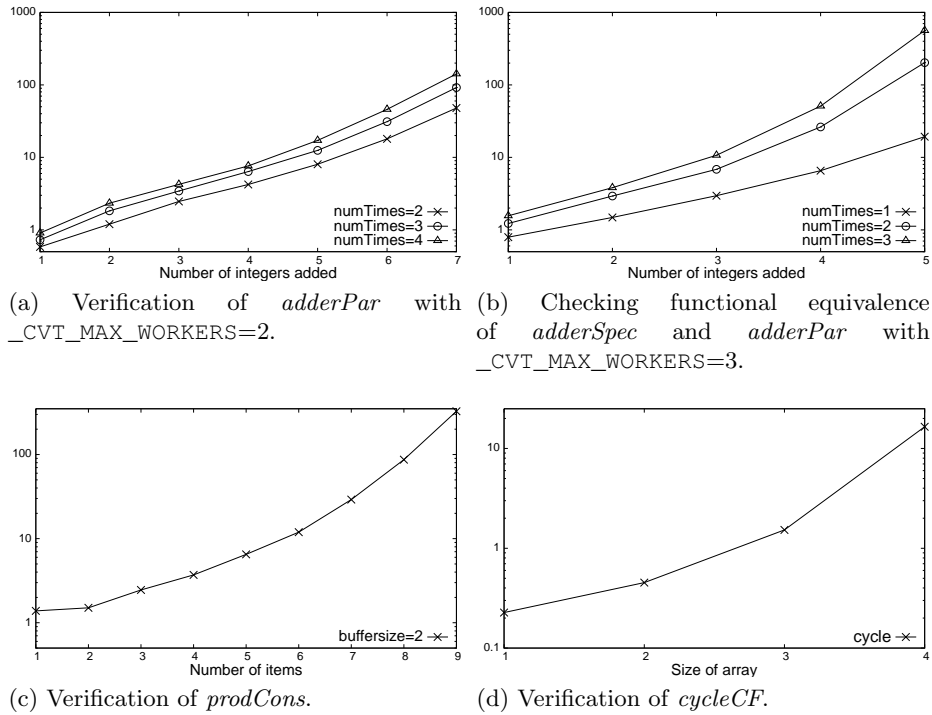 1000
100
10
1
1 2 3 4 5 6 7
Number of integers added
numTimes=2
numTimes=3
numTimes=4
(a) Verification of adderPar with
_CVT_MAX_WORKERS=2.
1000
100
10
1
1 2 3 4 5
Number of integers added
numTimes=1
numTimes=2
numTimes=3
(b) Checking functional equivalence
of adderSpec and adderPar with
_CVT_MAX_WORKERS=3.
100
10
1
1 2 3 4 5 6 7 8 9
Number of items
buffersize=2
(c) Verification of prodCons.
10
1
0.1
1 2 3 4
Size of array
cycle
(d) Verification of cycleCF.